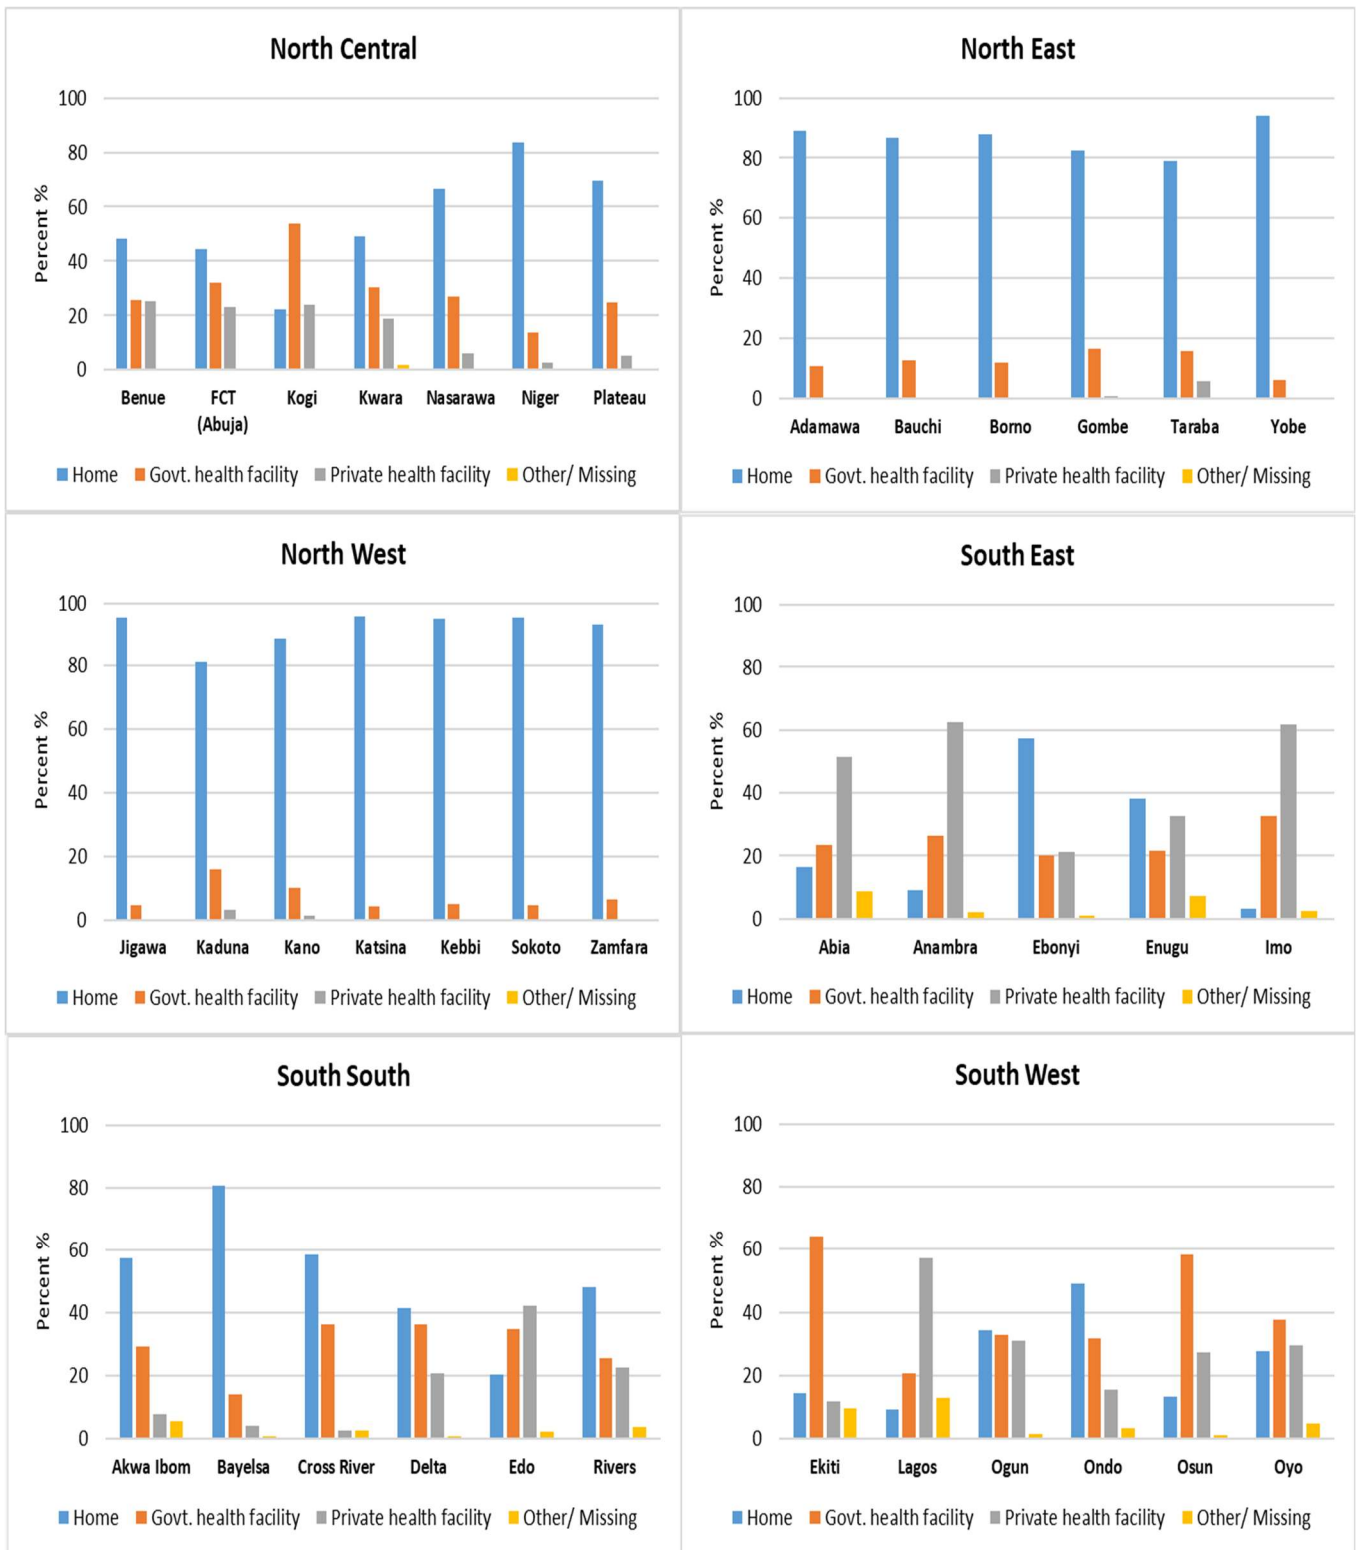 North Central
100
80
60
40
20
0
Percent %
Benue FCT (Abuja) Kogi Kwara Nasarawa Niger Plateau
Home Govt. health facility Private health facility Other/ Missing
North East
100
80
60
40
20
0
Percent %
Adamawa Bauchi Borno Gombe Taraba Yobe
Home Govt. health facility Private health facility Other/ Missing
North West
100
80
60
40
20
0
Percent %
Jigawa Kaduna Kano Katsina Kebbi Sokoto Zamfara
Home Govt. health facility Private health facility Other/ Missing
South East
100
80
60
40
20
0
Percent %
Abia Anambra Ebonyi Enugu Imo
Home Govt. health facility Private health facility Other/ Missing
South South
100
80
60
40
20
0
Percent %
Akwa Ibom Bayelsa Cross River Delta Edo Rivers
Home Govt. health facility Private health facility Other/ Missing
South West
100
80
60
40
20
0
Percent %
Ekiti Lagos Ogun Ondo Osun Oyo
Home Govt. health facility Private health facility Other/ Missing